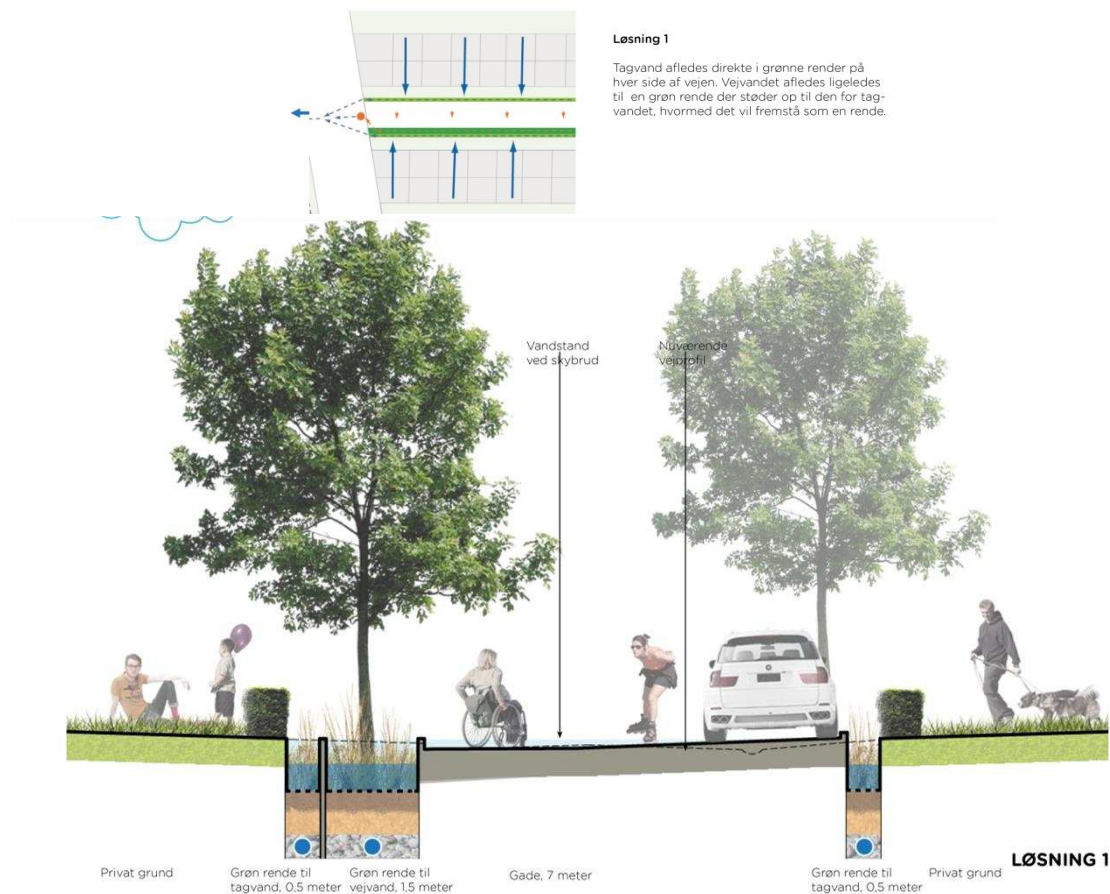 Løsning 1
Tagvand afledes direkte i grønne render på
hver side af vejen. Vejvandet afledes ligeledes
til en grøn rende der støder op til den for tag-
vandet, hvormed det vil fremstå som en rende.
Vandstand
ved skybrud
Nuværende
vejprofil
Privat grund
Grøn rende til
tagvand, 0,5 meter
Grøn rende til
vejvand, 1,5 meter
Gade, 7 meter
Grøn rende til
tagvand, 0,5 meter
Privat grund
LØSNING 1